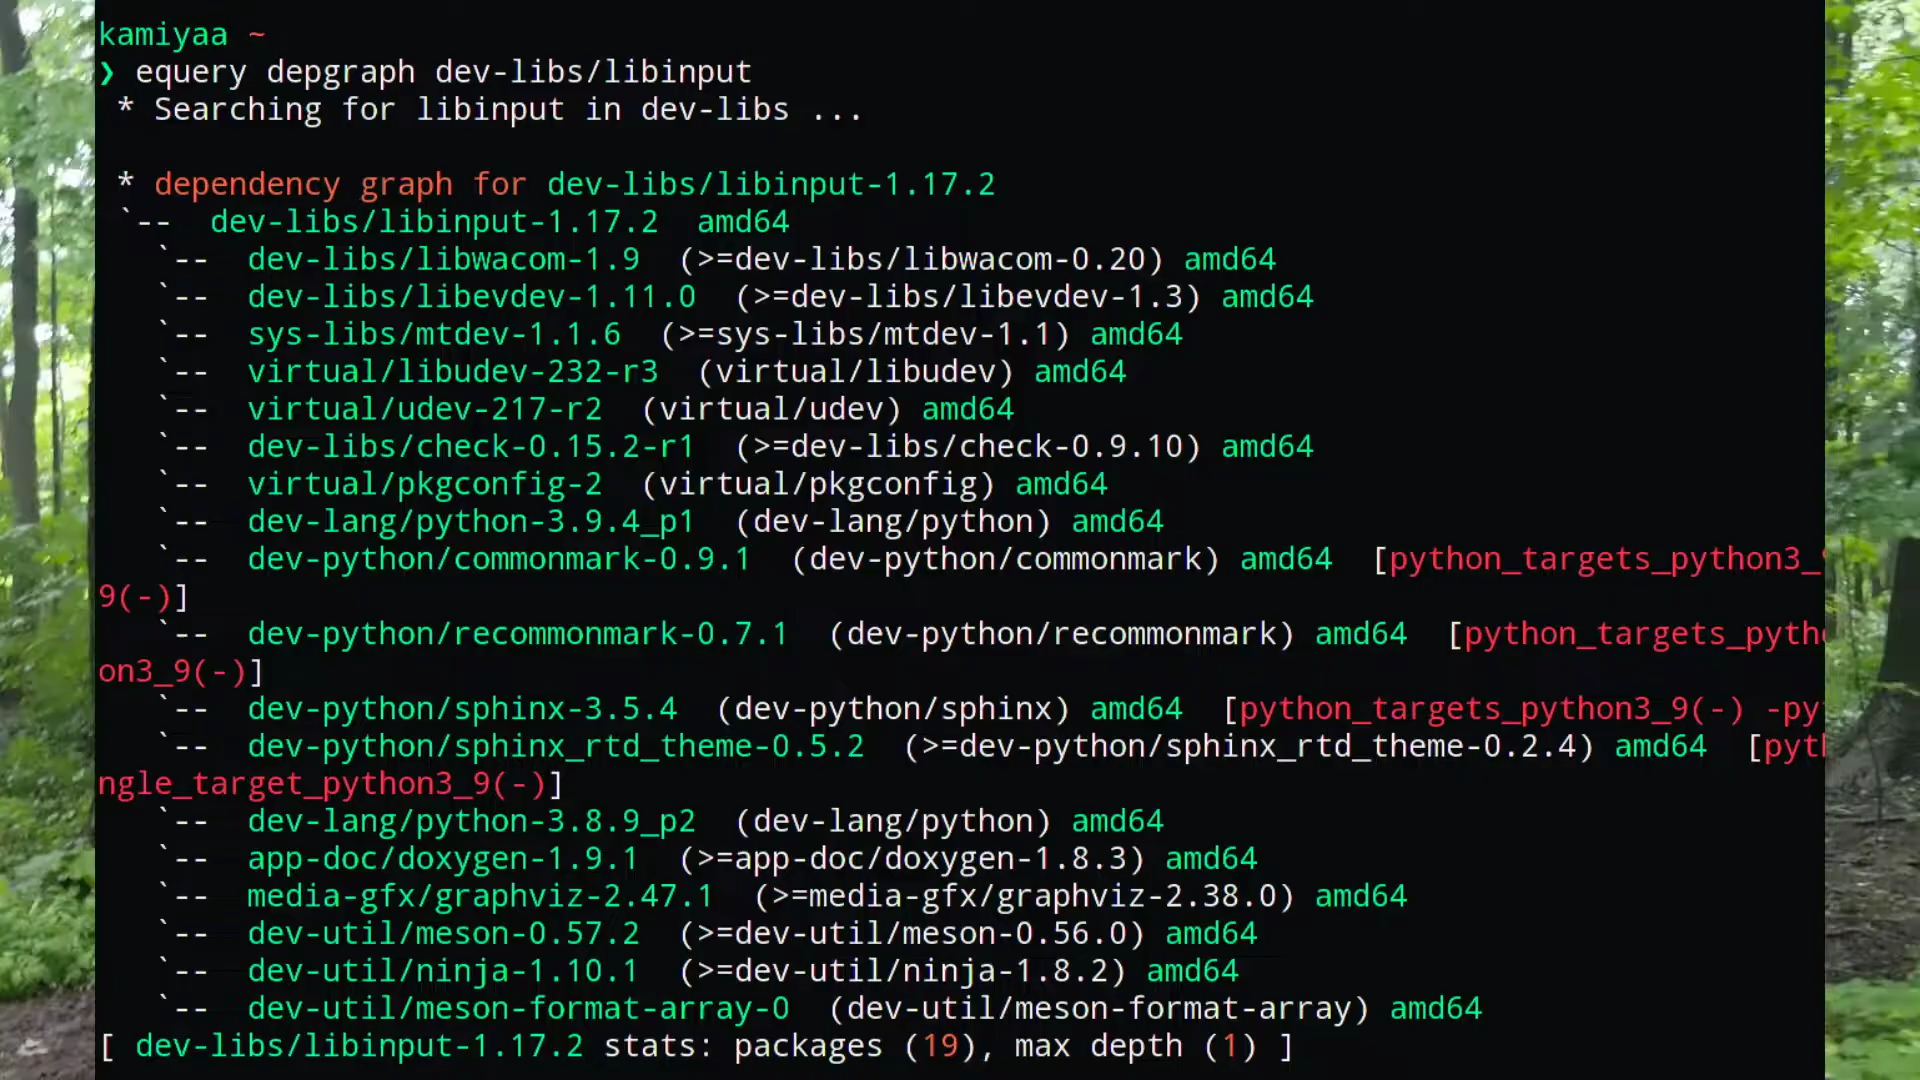 kamiyaa ~
❯ equery depgraph dev-libs/libinput
* Searching for libinput in dev-libs ...
* dependency graph for dev-libs/libinput-1.17.2
`-- dev-libs/libinput-1.17.2 amd64
`-- dev-libs/libwacom-1.9 (>=dev-libs/libwacom-0.20) amd64
`-- dev-libs/libevdev-1.11.0 (>=dev-libs/libevdev-1.3) amd64
`-- sys-libs/mtdev-1.1.6 (>=sys-libs/mtdev-1.1) amd64
`-- virtual/libudev-232-r3 (virtual/libudev) amd64
`-- virtual/udev-217-r2 (virtual/udev) amd64
`-- dev-libs/check-0.15.2-r1 (>=dev-libs/check-0.9.10) amd64
`-- virtual/pkgconfig-2 (virtual/pkgconfig) amd64
`-- dev-lang/python-3.9.4_p1 (dev-lang/python) amd64
`-- dev-python/commonmark-0.9.1 (dev-python/commonmark) amd64 [python_targets_python3_
9(-)]
`-- dev-python/recommonmark-0.7.1 (dev-python/recommonmark) amd64 [python_targets_pyth
on3_9(-)]
`-- dev-python/sphinx-3.5.4 (dev-python/sphinx) amd64 [python_targets_python3_9(-) -py
`-- dev-python/sphinx_rtd_theme-0.5.2 (>=dev-python/sphinx_rtd_theme-0.2.4) amd64 [pyt
ngle_target_python3_9(-)]
`-- dev-lang/python-3.8.9_p2 (dev-lang/python) amd64
`-- app-doc/doxygen-1.9.1 (>=app-doc/doxygen-1.8.3) amd64
`-- media-gfx/graphviz-2.47.1 (>=media-gfx/graphviz-2.38.0) amd64
`-- dev-util/meson-0.57.2 (>=dev-util/meson-0.56.0) amd64
`-- dev-util/ninja-1.10.1 (>=dev-util/ninja-1.8.2) amd64
`-- dev-util/meson-format-array-0 (dev-util/meson-format-array) amd64
[ dev-libs/libinput-1.17.2 stats: packages (19), max depth (1) ]